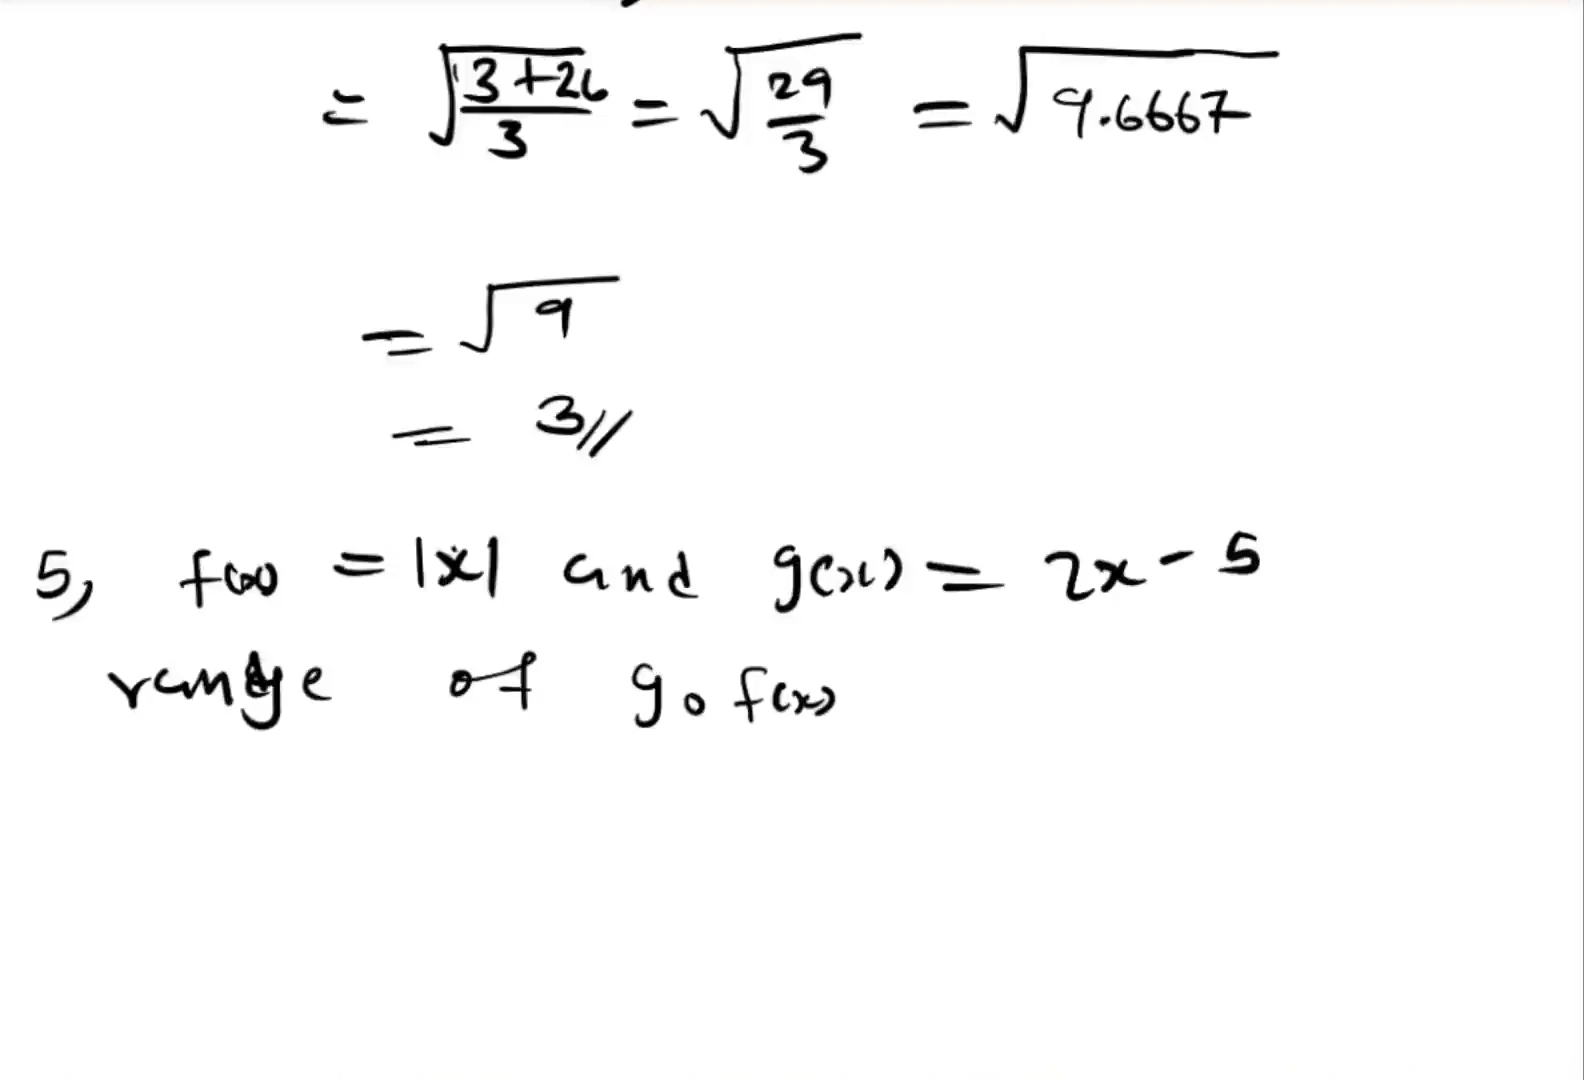 = √(3+26/3) = √(29/3) = √9.6667
= √9
= 3//
5, f(x) = |x| and g(x) = 2x - 5
range of g∘f(x)